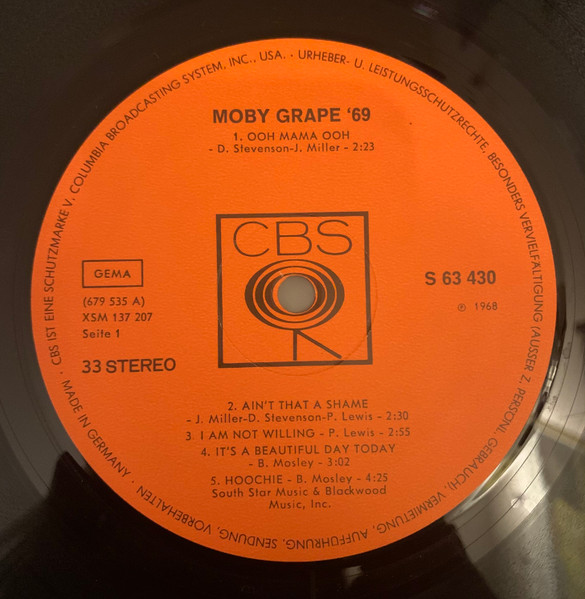 CBS IST EINE SCHUTZMARKE V. COLUMBIA BROADCASTING SYSTEM, INC., USA. - URHEBER- U. LEISTUNGSSCHUTZRECHTE, BESONDERS VERVIELFÄLTIGUNG (AUSSER Z. PERSÖNL. GEBRAUCH), VERMIETUNG, AUFFÜHRUNG, SENDUNG, VORBEHALTEN · MADE IN GERMANY ·
MOBY GRAPE '69
1. OOH MAMA OOH
- D. Stevenson-J. Miller - 2:23
CBS
GEMA
(679 535 A)
XSM 137 207
Seite 1
33 STEREO
S 63 430
℗ 1968
2. AIN'T THAT A SHAME
- J. Miller-D. Stevenson-P. Lewis - 2:30
3. I AM NOT WILLING - P. Lewis - 2:55
4. IT'S A BEAUTIFUL DAY TODAY
- B. Mosley - 3:02
5. HOOCHIE - B. Mosley - 4:25
South Star Music & Blackwood
Music, Inc.